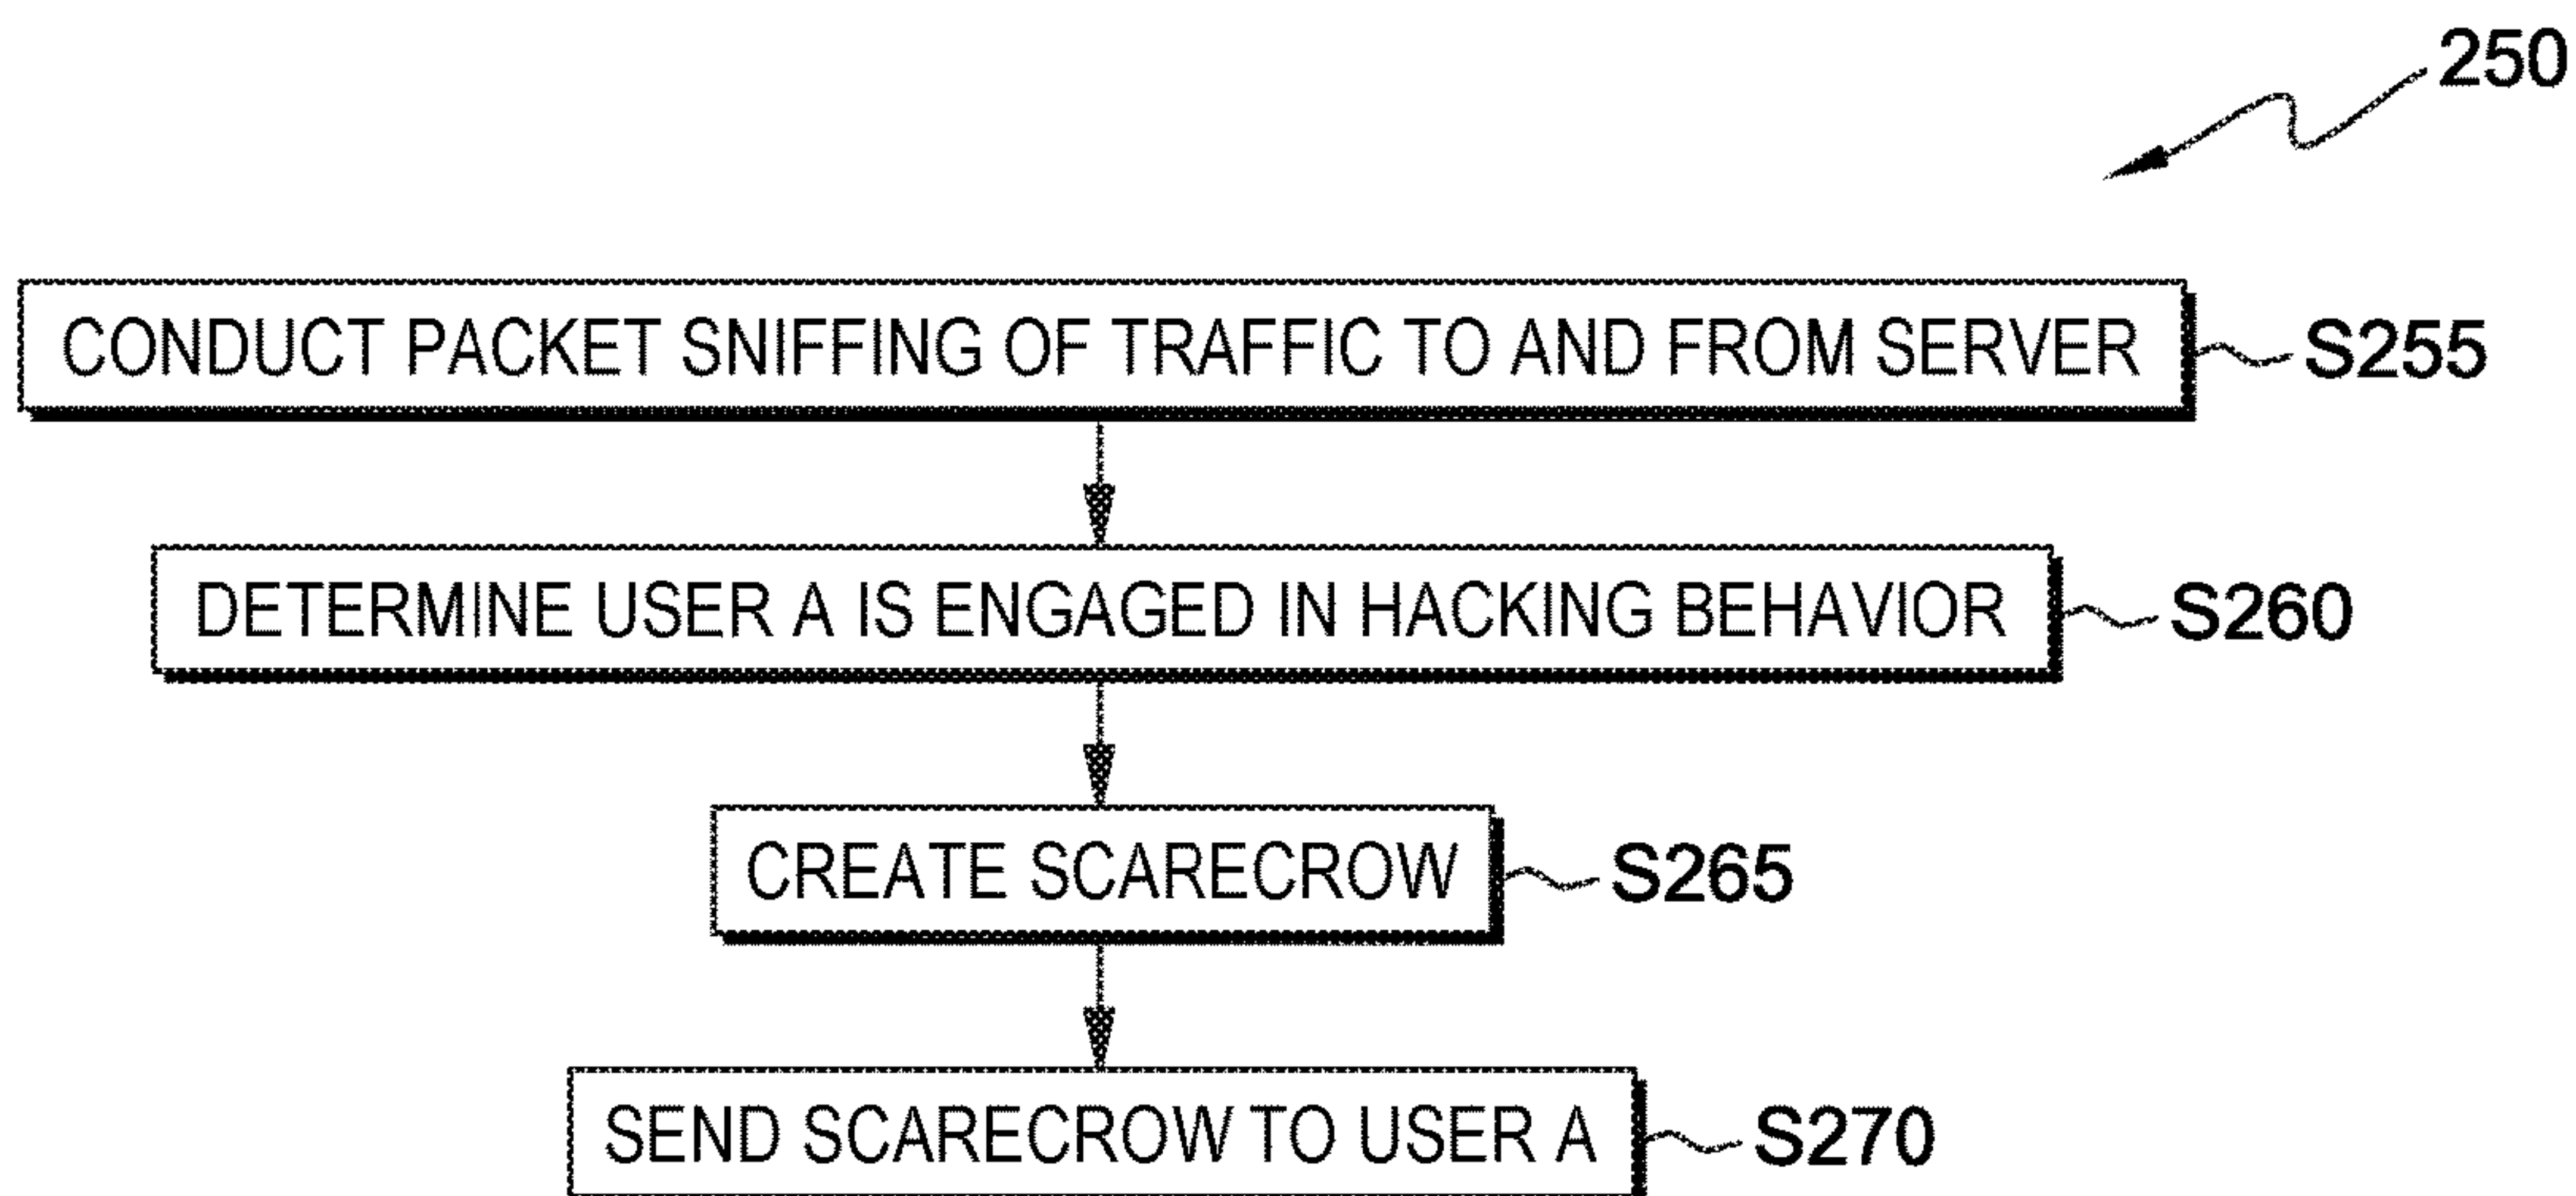 250
CONDUCT PACKET SNIFFING OF TRAFFIC TO AND FROM SERVER
S255
DETERMINE USER A IS ENGAGED IN HACKING BEHAVIOR
S260
CREATE SCARECROW
S265
SEND SCARECROW TO USER A
S270